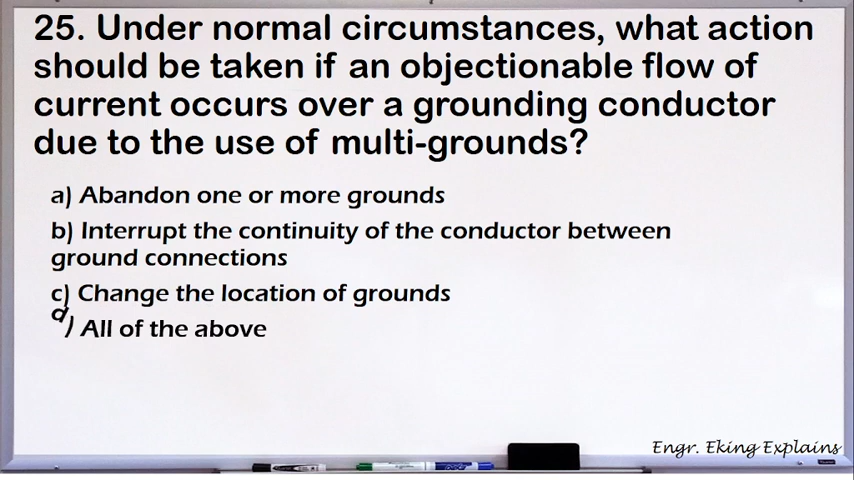 25. Under normal circumstances, what action
should be taken if an objectionable flow of
current occurs over a grounding conductor
due to the use of multi-grounds?
a) Abandon one or more grounds
b) Interrupt the continuity of the conductor between
ground connections
c) Change the location of grounds
d) All of the above
Engr. Eking Explains